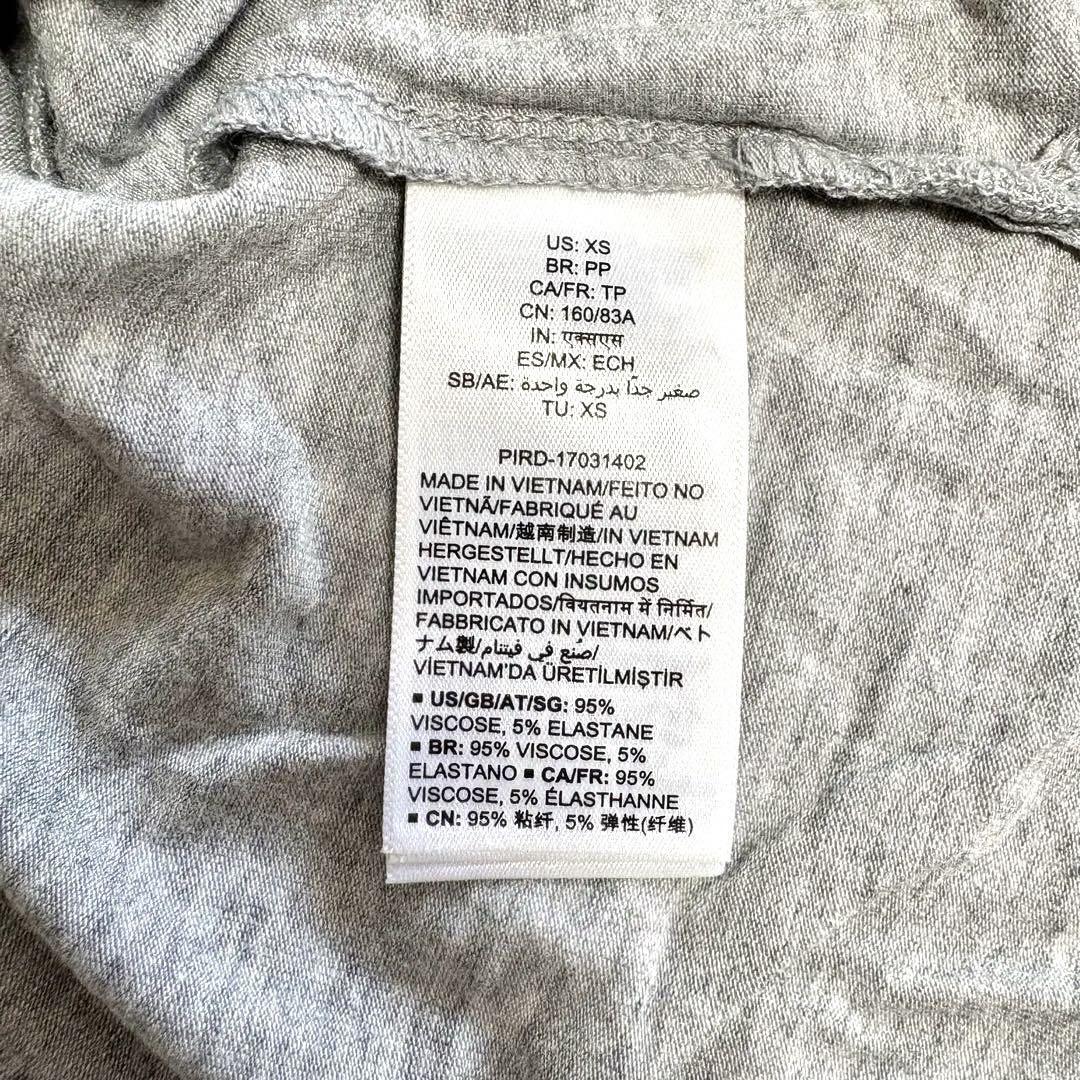 US: XS
BR: PP
CA/FR: TP
CN: 160/83A
IN: एक्सएस
ES/MX: ECH
SB/AE: صغير جدًا بدرجة واحدة
TU: XS
PIRD-17031402
MADE IN VIETNAM/FEITO NO
VIETNÃ/FABRIQUÉ AU
VIÊTNAM/越南制造/IN VIETNAM
HERGESTELLT/HECHO EN
VIETNAM CON INSUMOS
IMPORTADOS/वियतनाम में निर्मित/
FABBRICATO IN VIETNAM/ベト
ナム製/صُنع في فيتنام/
VİETNAM'DA ÜRETİLMİŞTİR
▪ US/GB/AT/SG: 95%
VISCOSE, 5% ELASTANE
▪ BR: 95% VISCOSE, 5%
ELASTANO ▪ CA/FR: 95%
VISCOSE, 5% ÉLASTHANNE
▪ CN: 95% 粘纤, 5% 弹性(纤维)